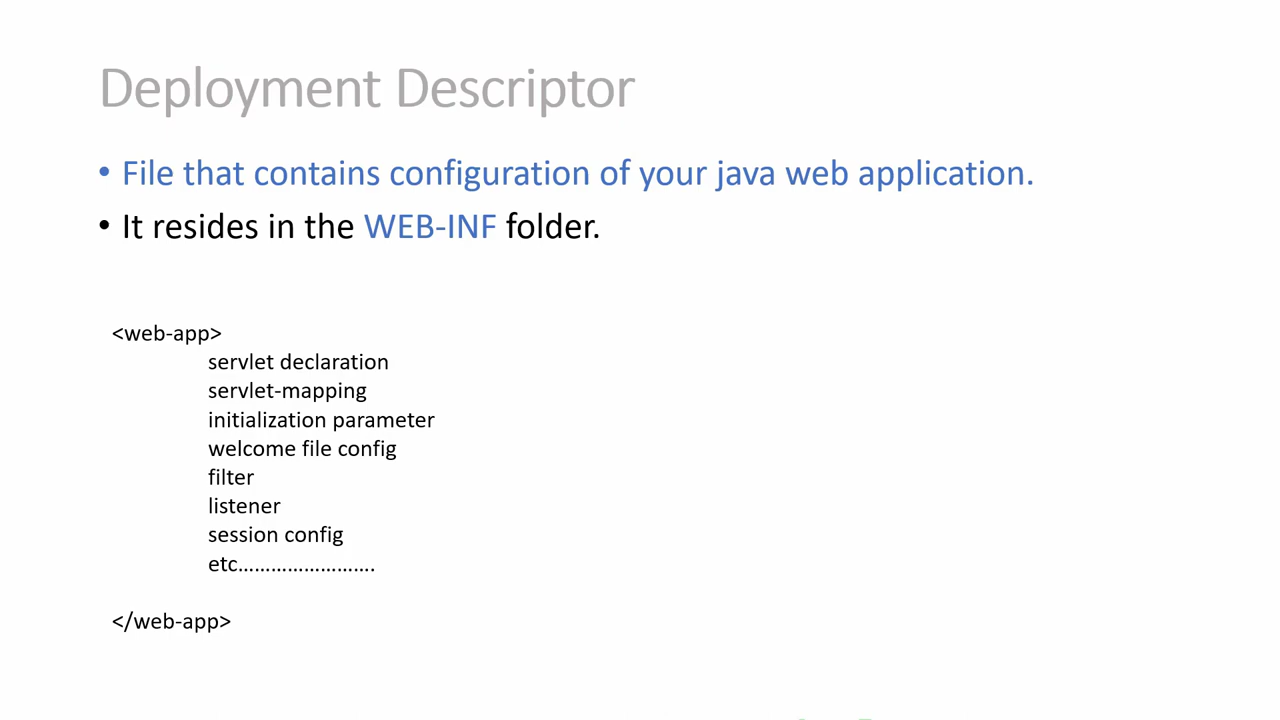 Deployment Descriptor
• File that contains configuration of your java web application.
• It resides in the WEB-INF folder.
<web-app>
servlet declaration
servlet-mapping
initialization parameter
welcome file config
filter
listener
session config
etc…………………….
</web-app>